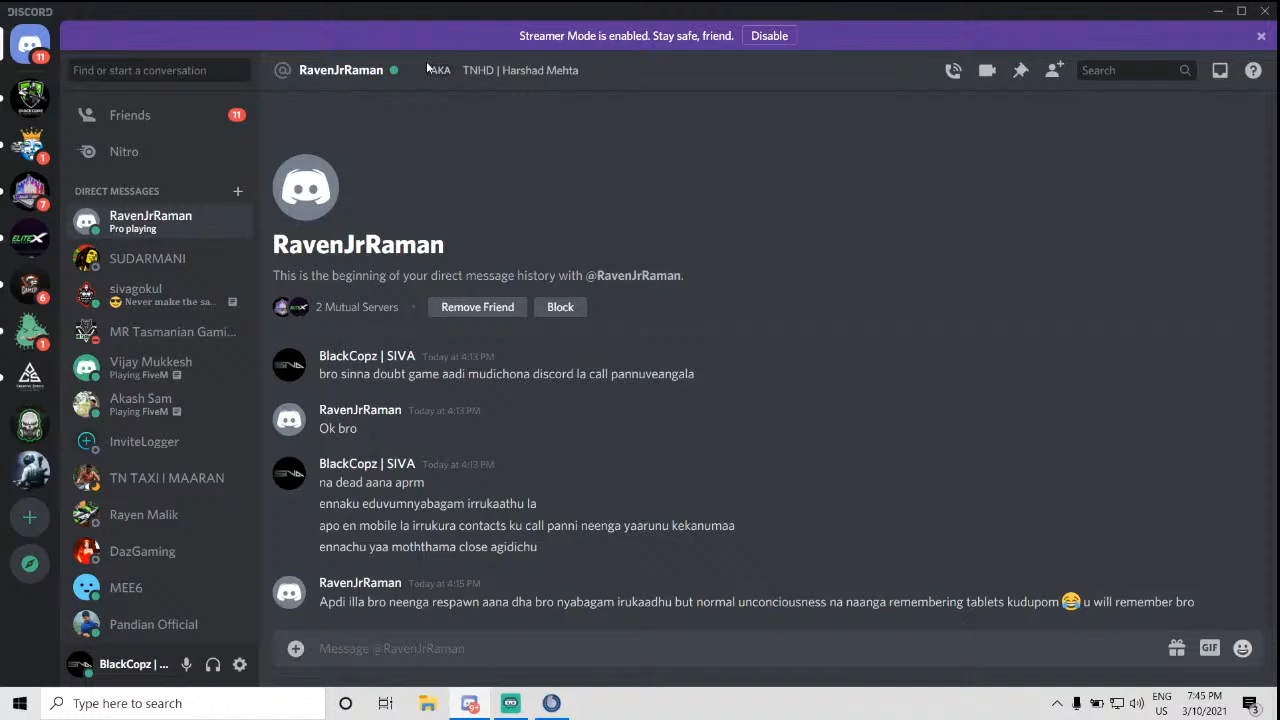 DISCORD
Streamer Mode is enabled. Stay safe, friend. Disable
11
Find or start a conversation
RavenJrRaman AKA TNHD | Harshad Mehta
Search
Friends 11
Nitro
1
DIRECT MESSAGES
7
RavenJrRaman
Pro playing
ELITEX
SUDARMANI
sivagokul
Never make the sa...
6
MR Tasmanian Gami...
1
Vijay Mukkesh
Playing FiveM
Akash Sam
Playing FiveM
InviteLogger
TN TAXI I MAARAN
Rayen Malik
DazGaming
MEE6
Pandian Official
BlackCopz | ...
RavenJrRaman
This is the beginning of your direct message history with @RavenJrRaman.
2 Mutual Servers Remove Friend Block
BlackCopz | SIVA Today at 4:13 PM
bro sinna doubt game aadi mudichona discord la call pannuveangala
RavenJrRaman Today at 4:13 PM
Ok bro
BlackCopz | SIVA Today at 4:13 PM
na dead aana aprm
ennaku eduvumnyabagam irrukaathu la
apo en mobile la irrukura contacts ku call panni neenga yaarunu kekanumaa
ennachu yaa moththama close agidichu
RavenJrRaman Today at 4:15 PM
Apdi illa bro neenga respawn aana dha bro nyabagam irukaadhu but normal unconciousness na naanga remembering tablets kudupom 😂 u will remember bro
Message @RavenJrRaman
GIF
Type here to search
9+
ENG
US
7:45 PM
3/10/2021
3